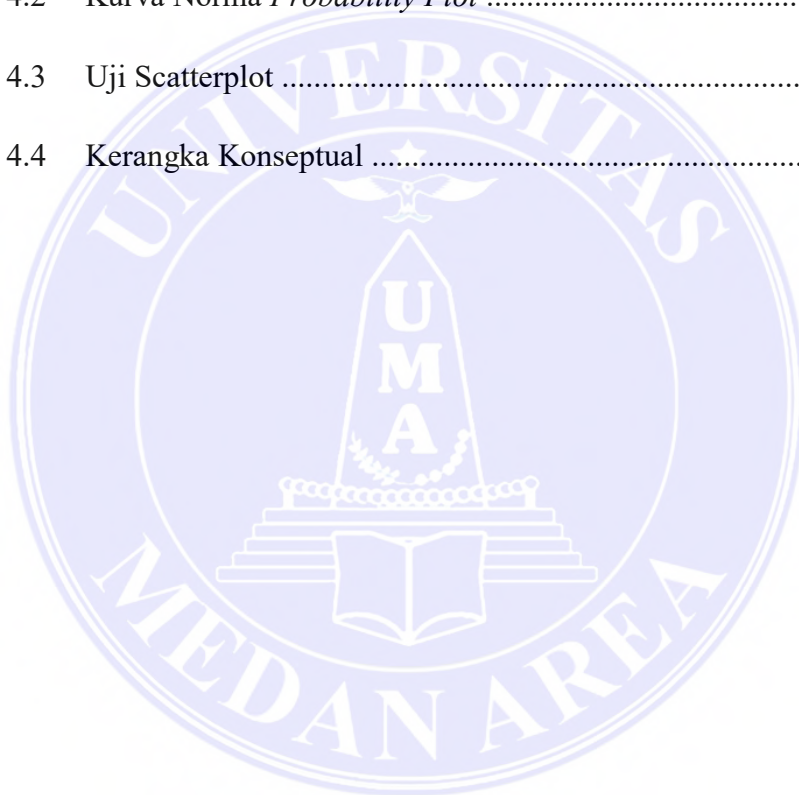 4.2 Kurva Norma Probability Plot ........................................
4.3 Uji Scatterplot .................................................................
4.4 Kerangka Konseptual ......................................................
UNIVERSITAS
U
M
A
MEDAN AREA